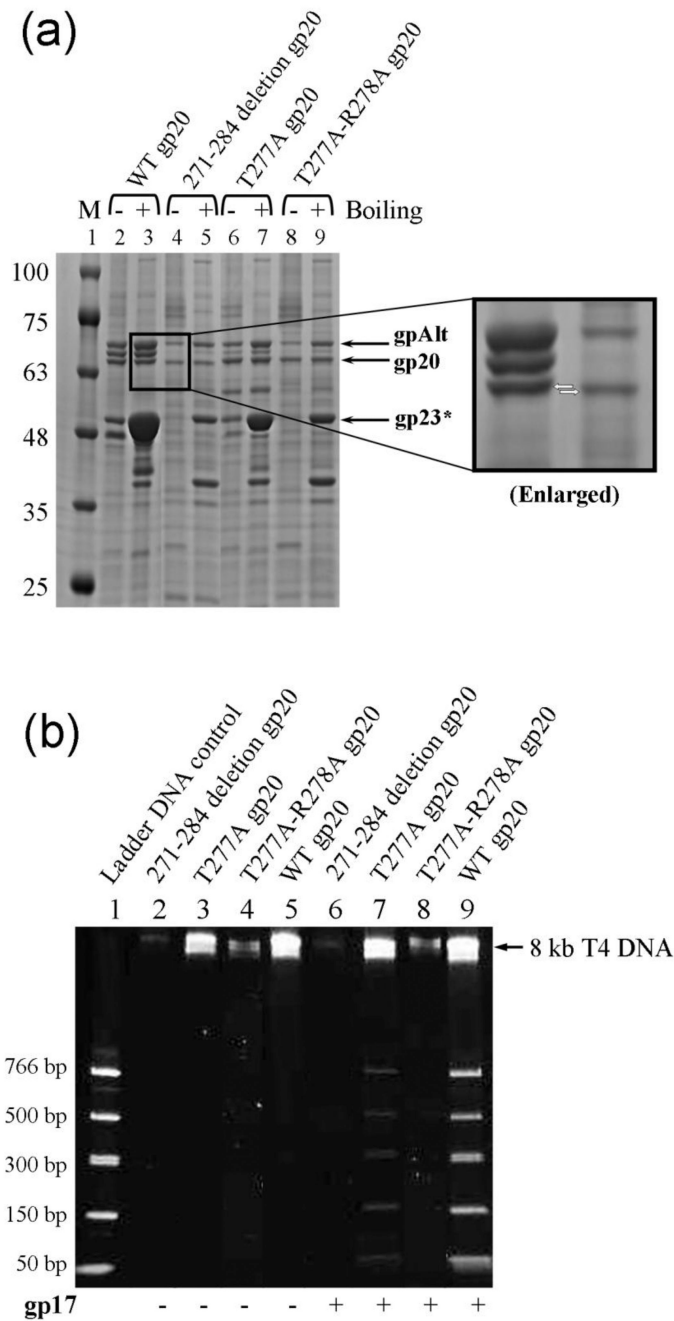 (a)
WT gp20
271-284 deletion gp20
T277A gp20
T277A-R278A gp20
M - + - + - + - + Boiling
1 2 3 4 5 6 7 8 9
100
75
63
48
35
25
gpAlt
gp20
gp23*
(Enlarged)
(b)
Ladder DNA control
271-284 deletion gp20
T277A gp20
T277A-R278A gp20
WT gp20
271-284 deletion gp20
T277A gp20
T277A-R278A gp20
WT gp20
1 2 3 4 5 6 7 8 9
8 kb T4 DNA
766 bp
500 bp
300 bp
150 bp
50 bp
gp17 - - - - + + + +